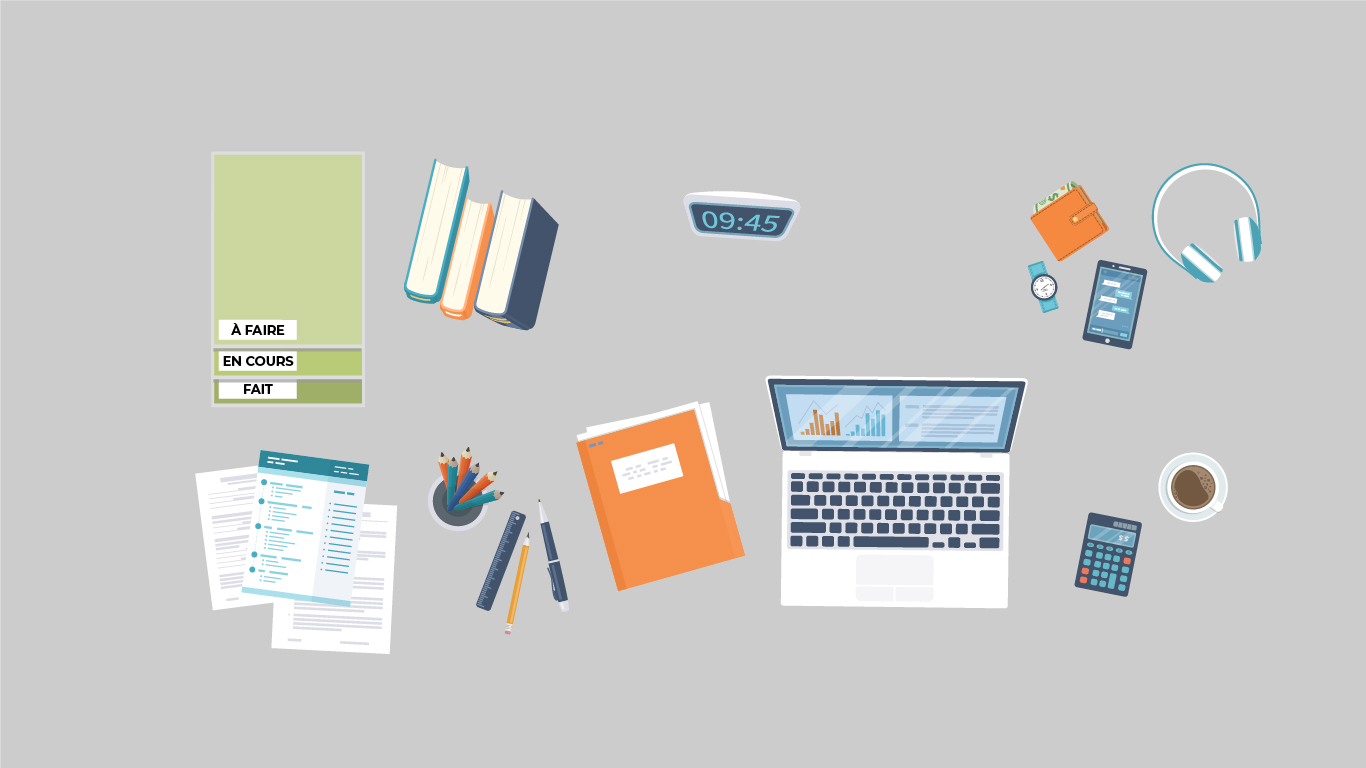 09:45
À FAIRE
EN COURS
FAIT
$$